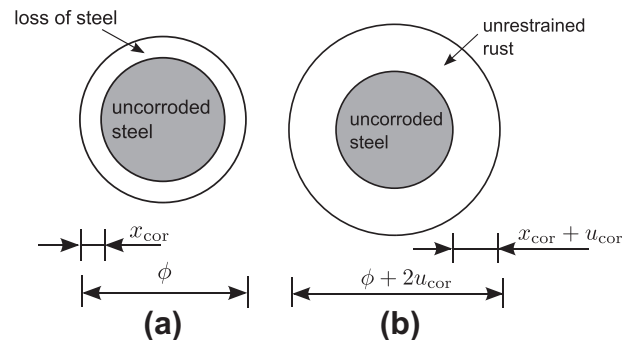 loss of steel
uncorroded
steel
x_cor
ϕ
(a)
unrestrained
rust
uncorroded
steel
x_cor + u_cor
ϕ + 2u_cor
(b)